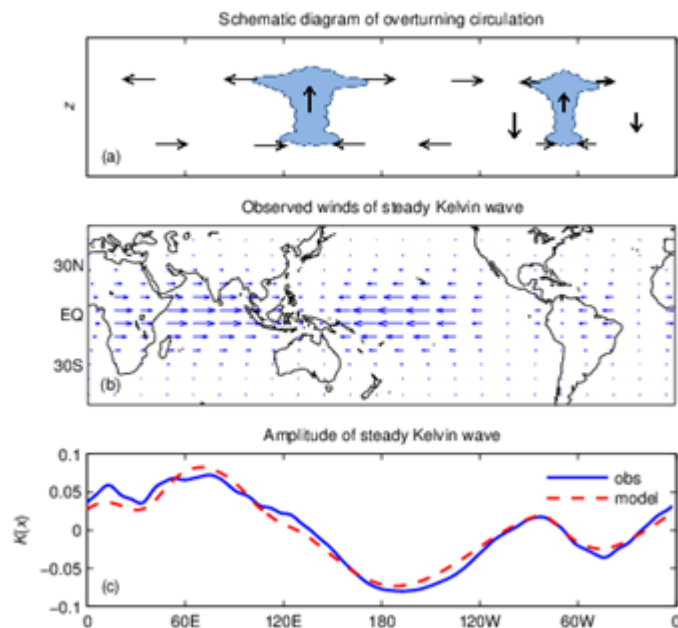 Schematic diagram of overturning circulation
z
(a)
Observed winds of steady Kelvin wave
30N
EQ
30S
(b)
Amplitude of steady Kelvin wave
0.1
0.05
0
−0.05
−0.1
K(x)
obs
model
(c)
0 60E 120E 180 120W 60W 0